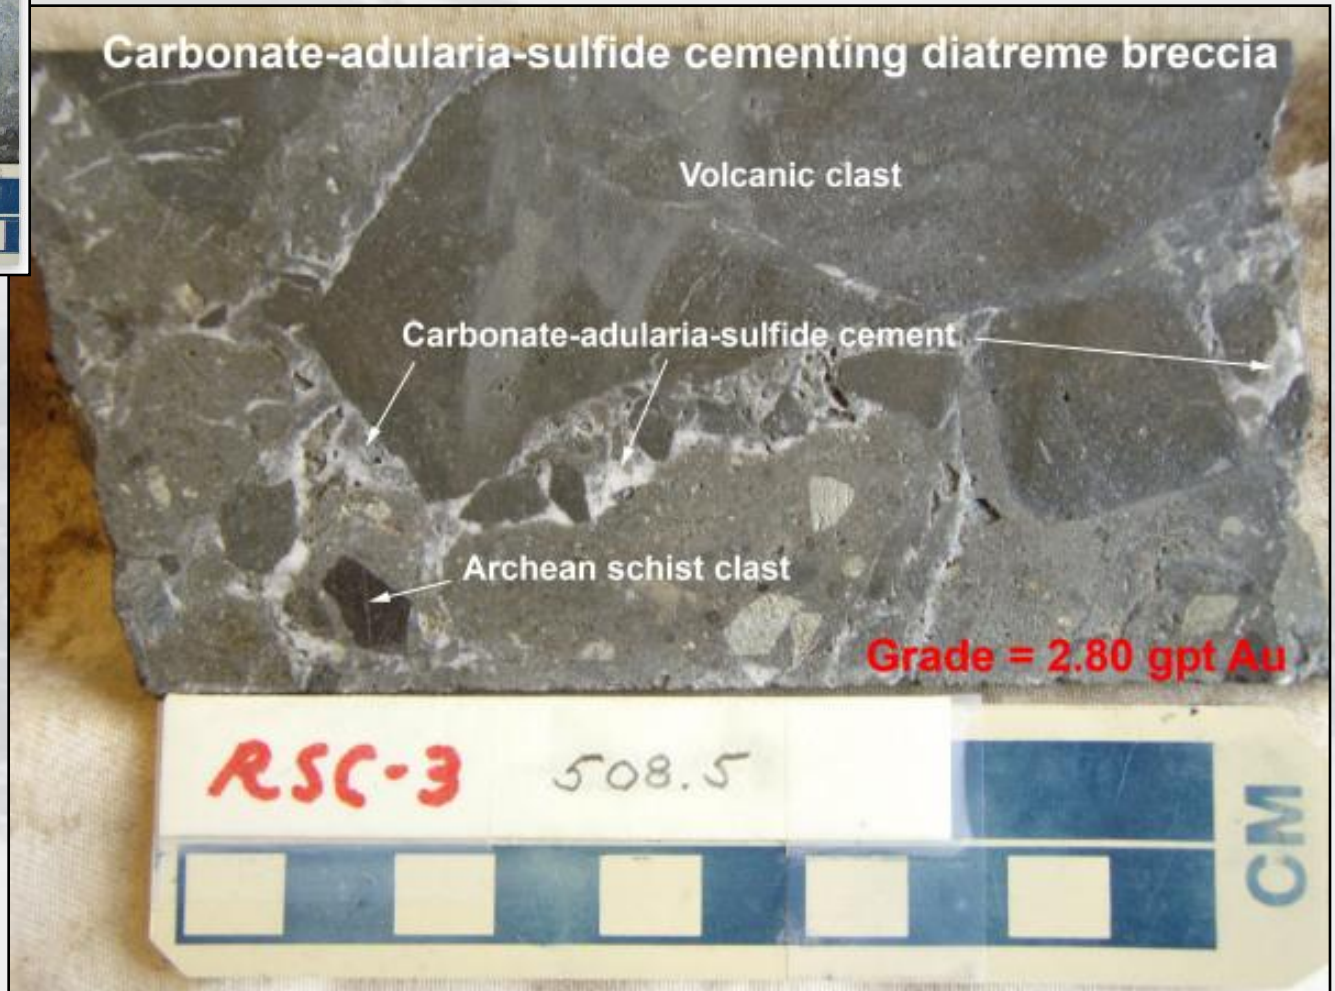 Carbonate-adularia-sulfide cementing diatreme breccia
Volcanic clast
Carbonate-adularia-sulfide cement
Archean schist clast
Grade = 2.80 gpt Au
RSC-3 508.5
CM